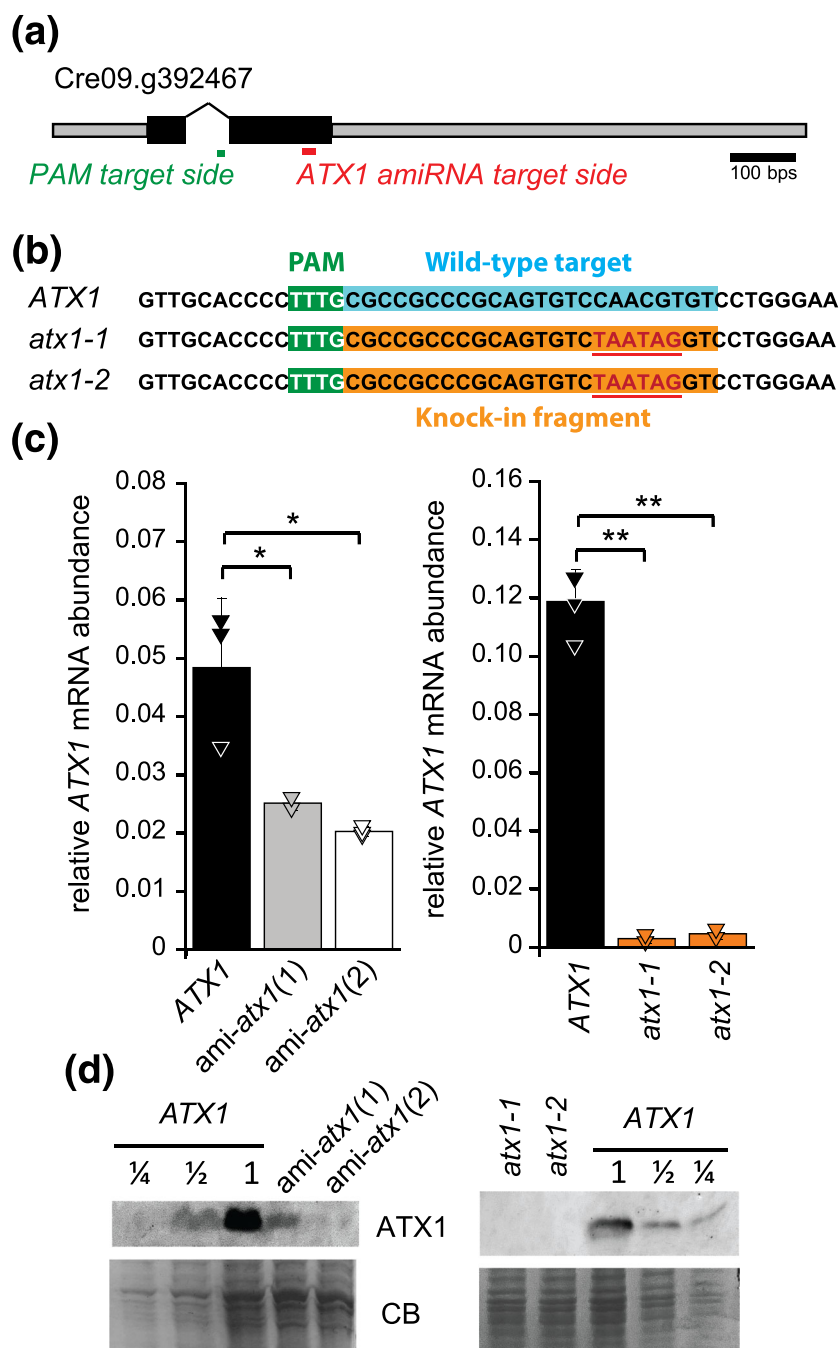 (a)
Cre09.g392467
PAM target side
ATX1 amiRNA target side
100 bps
(b)
PAM Wild-type target
ATX1 GTTGCACCCCTTTGCGCCGCCCGCAGTGTCCAACGTGTCCTGGGAA
atx1-1 GTTGCACCCCTTTGCGCCGCCCGCAGTGTCTAATAGGTCCTGGGAA
atx1-2 GTTGCACCCCTTTGCGCCGCCCGCAGTGTCTAATAGGTCCTGGGAA
Knock-in fragment
(c)
relative ATX1 mRNA abundance
0.08
0.07
0.06
0.05
0.04
0.03
0.02
0.01
0
*
*
ATX1
ami-atx1(1)
ami-atx1(2)
relative ATX1 mRNA abundance
0.16
0.14
0.12
0.10
0.08
0.06
0.04
0.02
0
**
**
ATX1
atx1-1
atx1-2
(d)
ATX1
¼ ½ 1 ami-atx1(1) ami-atx1(2)
atx1-1 atx1-2
ATX1
1 ½ ¼
ATX1
CB